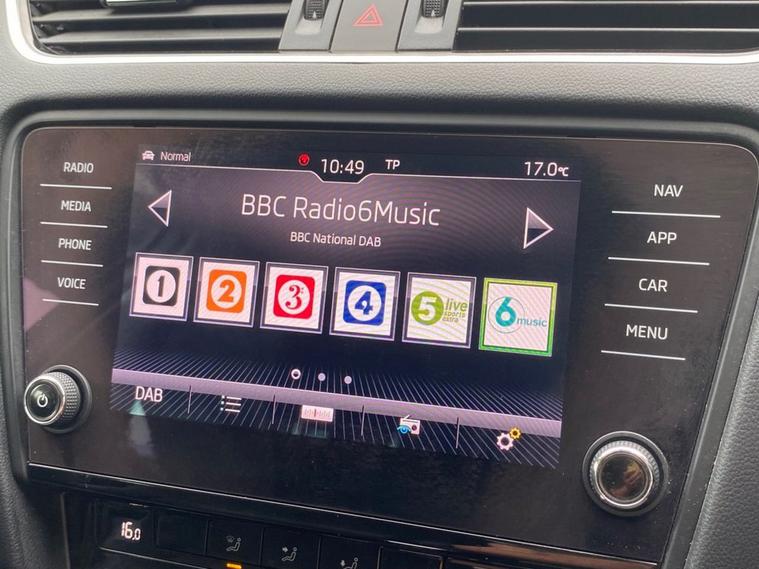 Normal
10:49
TP
17.0°C
RADIO
MEDIA
PHONE
VOICE
BBC Radio6Music
BBC National DAB
1
2
3
4
5 live
sports
extra
6
music
DAB
NAV
APP
CAR
MENU
16.0